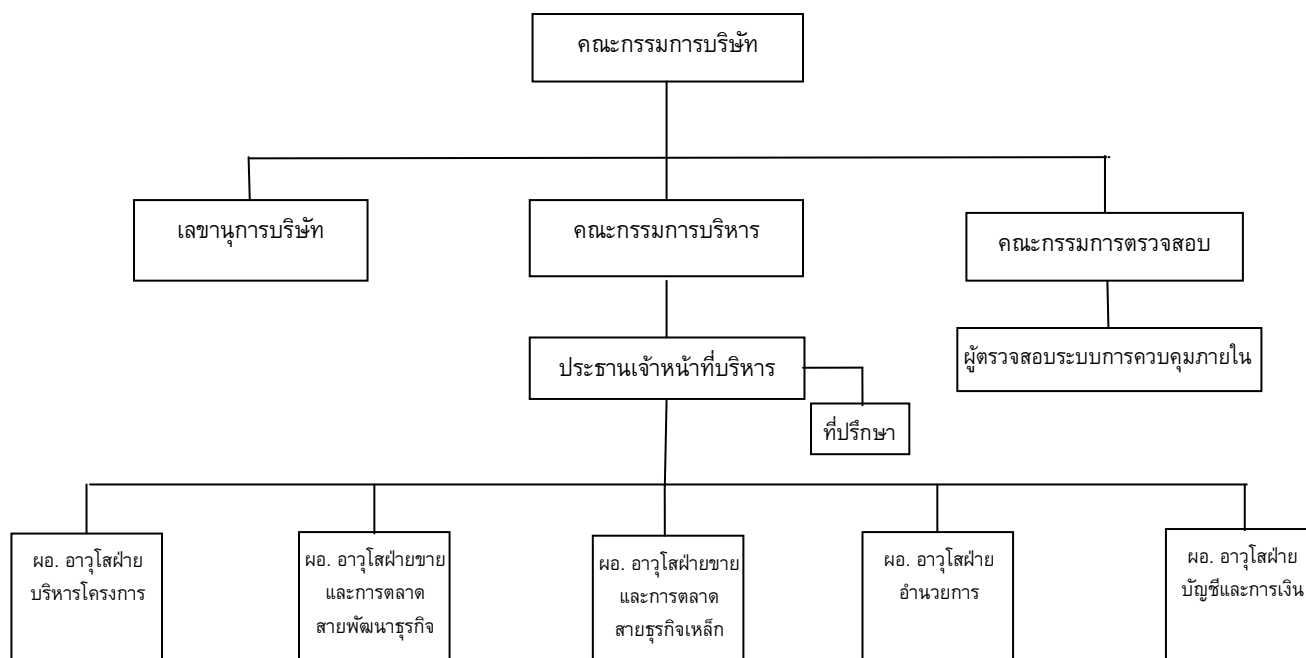 คณะกรรมการบริษัท
เลขานุการบริษัท
คณะกรรมการบริหาร
คณะกรรมการตรวจสอบ
ประธานเจ้าหน้าที่บริหาร
ผู้ตรวจสอบระบบการควบคุมภายใน
ที่ปรึกษา
ผอ. อาวุโสฝ่าย
บริหารโครงการ
ผอ. อาวุโสฝ่ายขาย
และการตลาด
สายพัฒนาธุรกิจ
ผอ. อาวุโสฝ่ายขาย
และการตลาด
สายธุรกิจเหล็ก
ผอ. อาวุโสฝ่าย
อำนวยการ
ผอ. อาวุโสฝ่าย
บัญชีและการเงิน